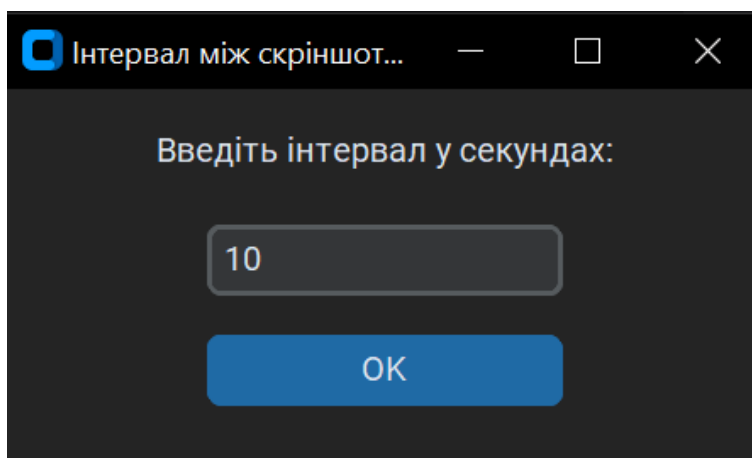 Інтервал між скріншот...
Введіть інтервал у секундах:
10
OK